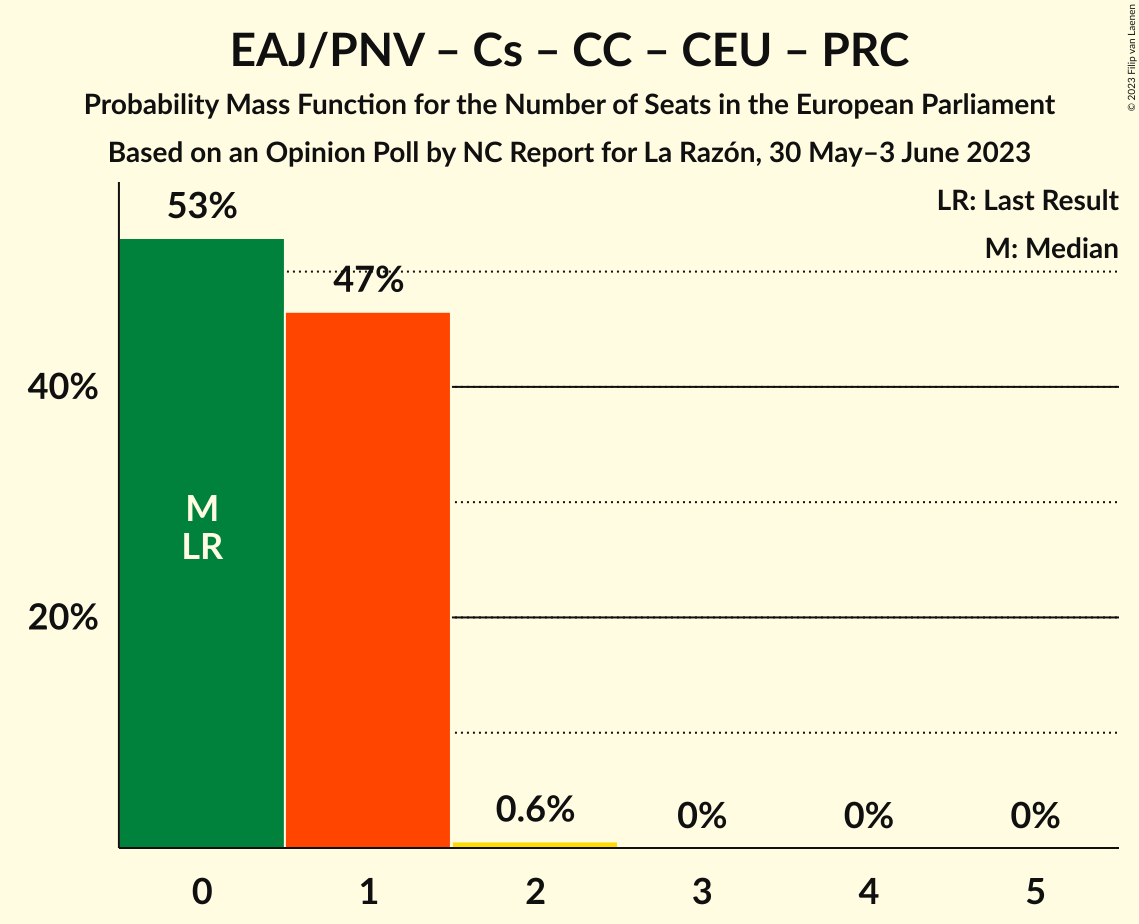 EAJ/PNV – Cs – CC – CEU – PRC
Probability Mass Function for the Number of Seats in the European Parliament
Based on an Opinion Poll by NC Report for La Razón, 30 May–3 June 2023
© 2023 Filip van Laenen
LR: Last Result
M: Median
53%
47%
40%
M
LR
20%
0.6%
0%
0%
0%
0
1
2
3
4
5